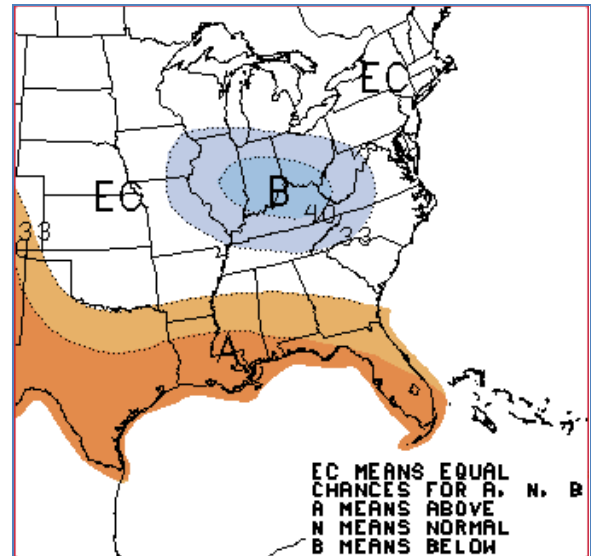 EC
EC
B
40
33
33
A
EC MEANS EQUAL
CHANCES FOR A, N, B
A MEANS ABOVE
N MEANS NORMAL
B MEANS BELOW